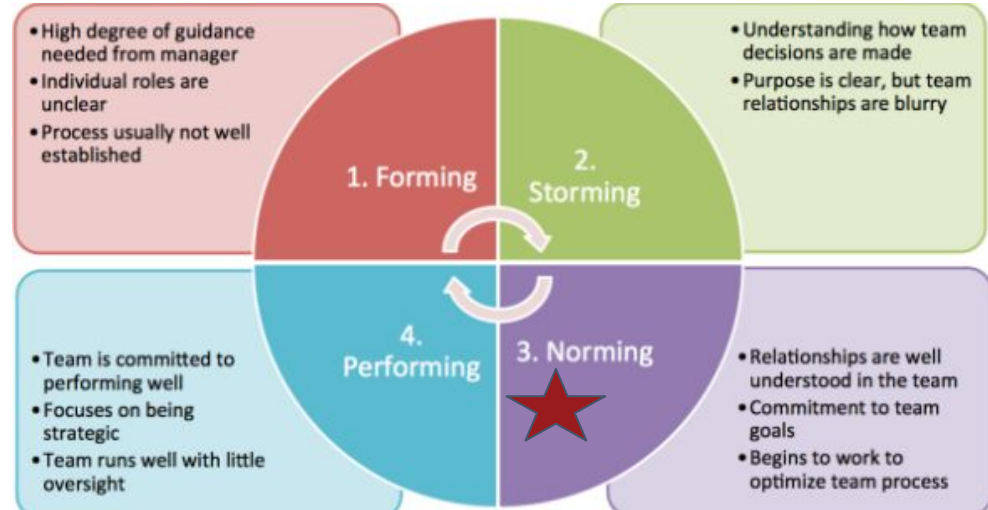 • High degree of guidance
needed from manager
• Individual roles are
unclear
• Process usually not well
established
1. Forming
2.
Storming
• Understanding how team
decisions are made
• Purpose is clear, but team
relationships are blurry
• Team is committed to
performing well
• Focuses on being
strategic
• Team runs well with little
oversight
4.
Performing
3. Norming
• Relationships are well
understood in the team
• Commitment to team
goals
• Begins to work to
optimize team process